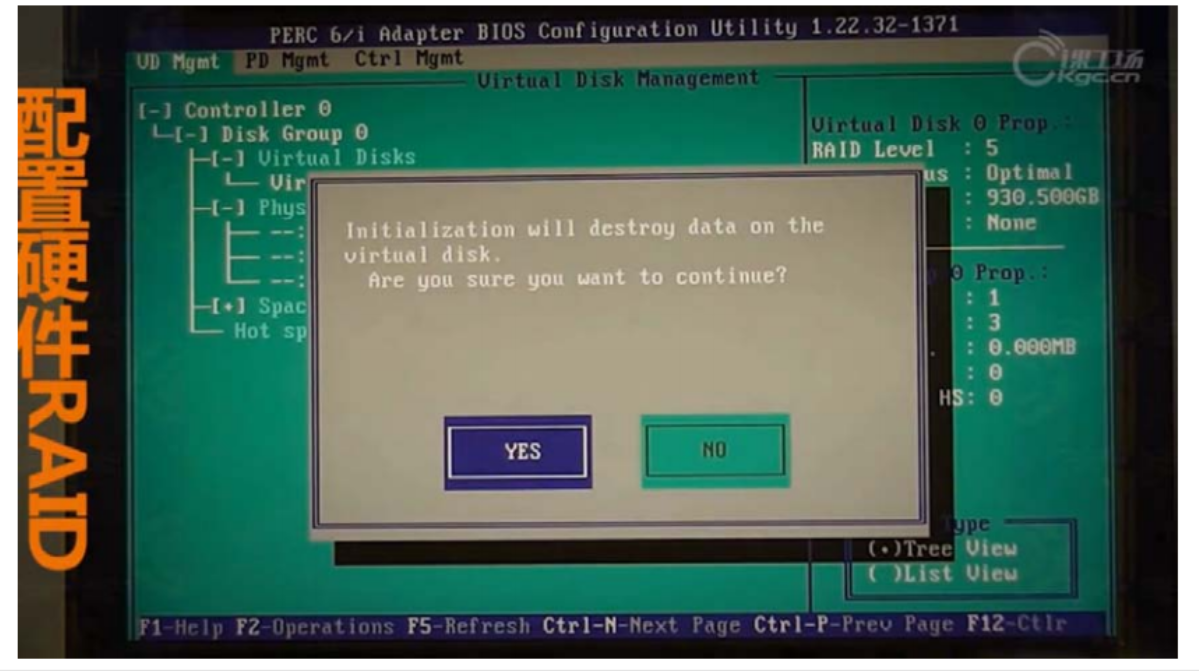 PERC 6/i Adapter BIOS Configuration Utility 1.22.32-1371
VD Mgmt PD Mgmt Ctrl Mgmt
课工场
Kgc.cn
Virtual Disk Management
[-] Controller 0
[-] Disk Group 0
[-] Virtual Disks
Vir
[-] Phys
--:
--:
--:
[+] Spac
Hot sp
Virtual Disk 0 Prop.:
RAID Level : 5
us : Optimal
: 930.500GB
: None
0 Prop.:
: 1
: 3
. : 0.000MB
: 0
HS: 0
Initialization will destroy data on the
virtual disk.
Are you sure you want to continue?
YES NO
ype
(•)Tree View
( )List View
F1-Help F2-Operations F5-Refresh Ctrl-N-Next Page Ctrl-P-Prev Page F12-Ctlr
配置硬件RAID